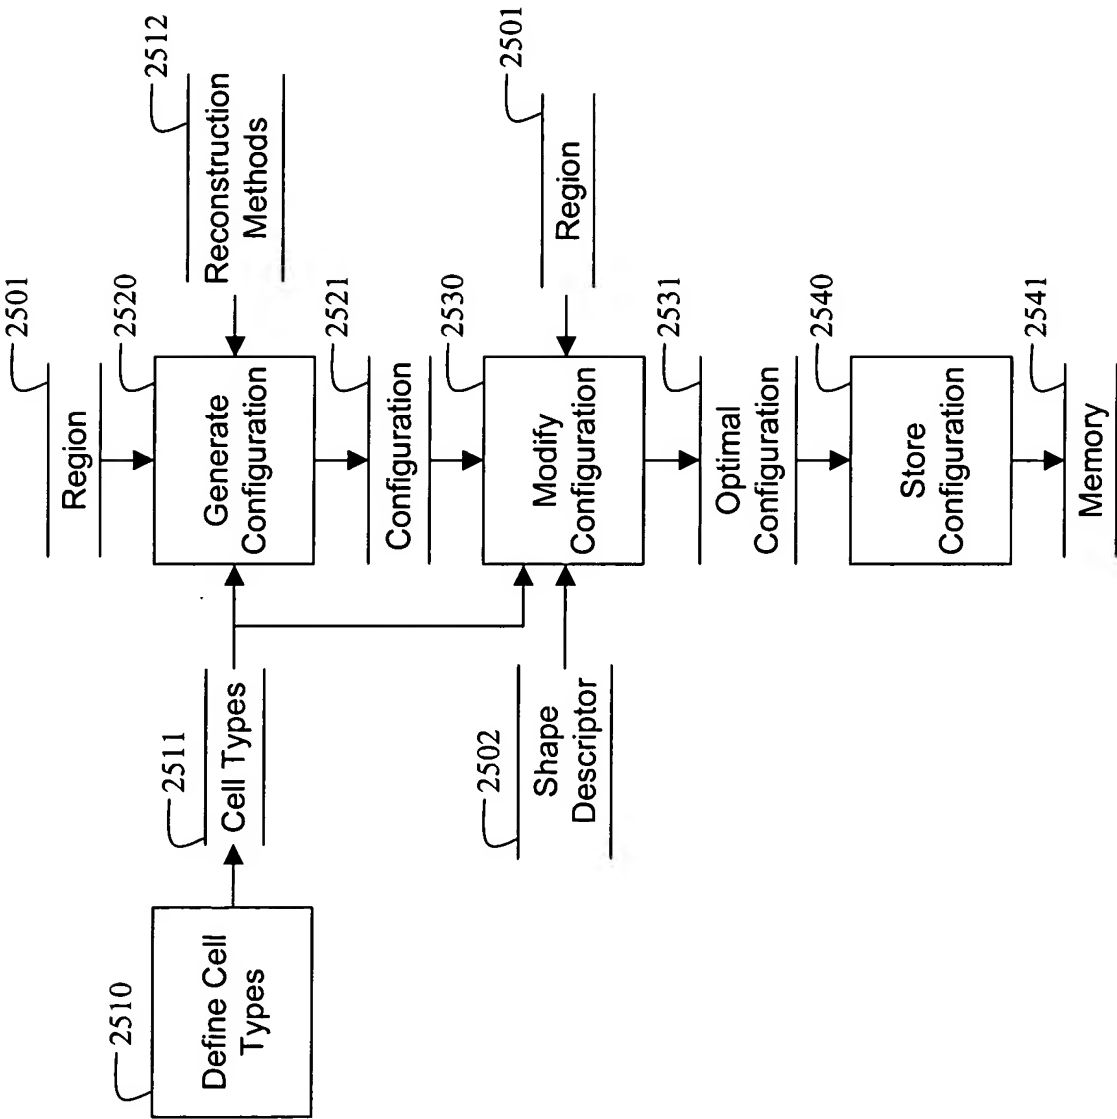 2501
Region
2520
Generate
Configuration
2512
Reconstruction
Methods
2510
Define Cell
Types
2511
Cell Types
2521
Configuration
2530
Modify
Configuration
2501
Region
2502
Shape
Descriptor
2531
Optimal
Configuration
2540
Store
Configuration
2541
Memory